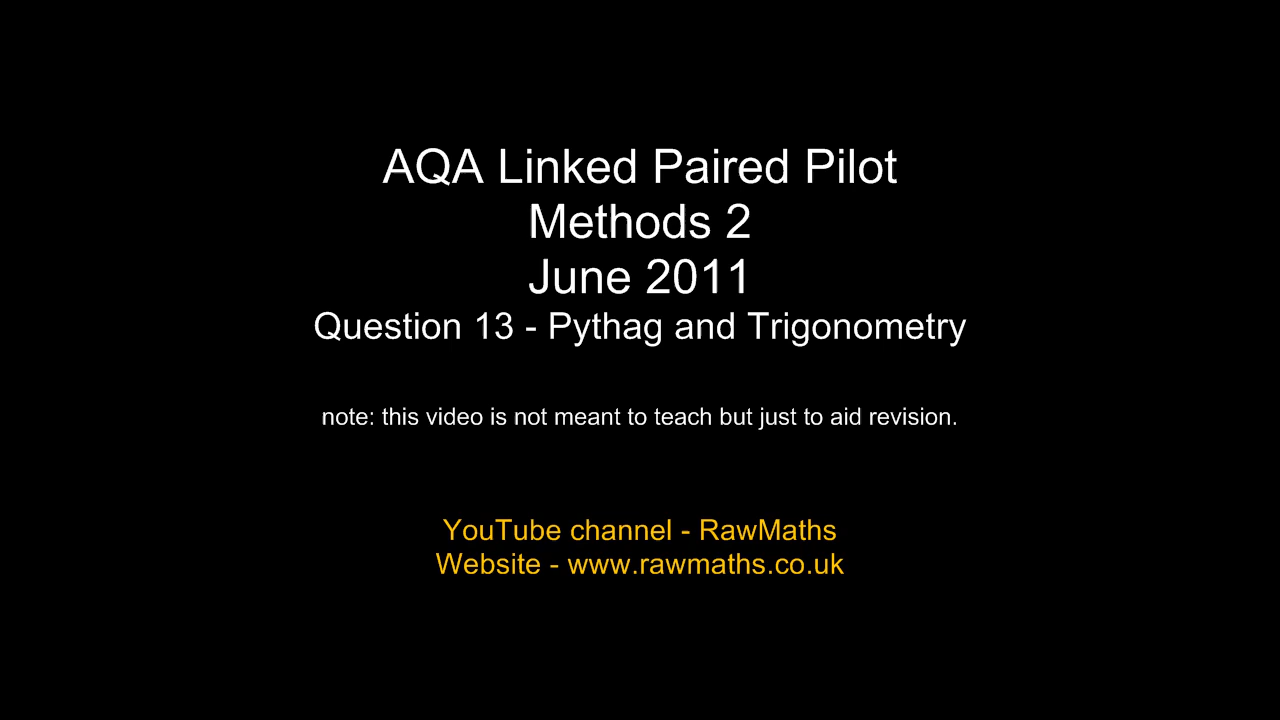 AQA Linked Paired Pilot
Methods 2
June 2011
Question 13 - Pythag and Trigonometry
note: this video is not meant to teach but just to aid revision.
YouTube channel - RawMaths
Website - www.rawmaths.co.uk